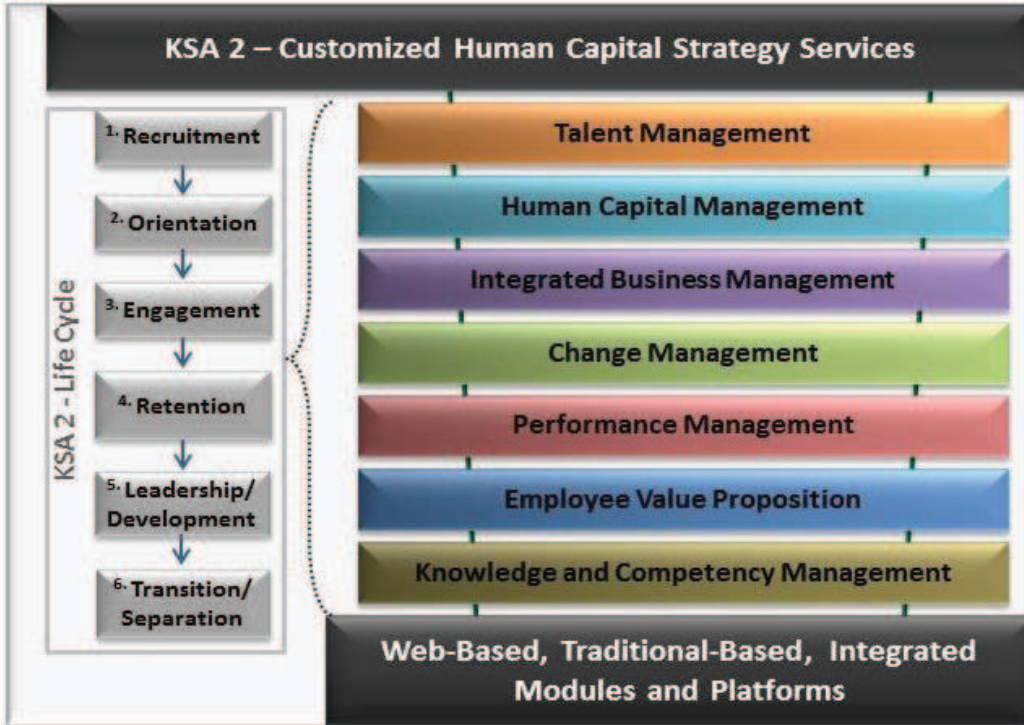 KSA 2 – Customized Human Capital Strategy Services
KSA 2 - Life Cycle
1. Recruitment
2. Orientation
3. Engagement
4. Retention
5. Leadership/
Development
6. Transition/
Separation
Talent Management
Human Capital Management
Integrated Business Management
Change Management
Performance Management
Employee Value Proposition
Knowledge and Competency Management
Web-Based, Traditional-Based, Integrated
Modules and Platforms